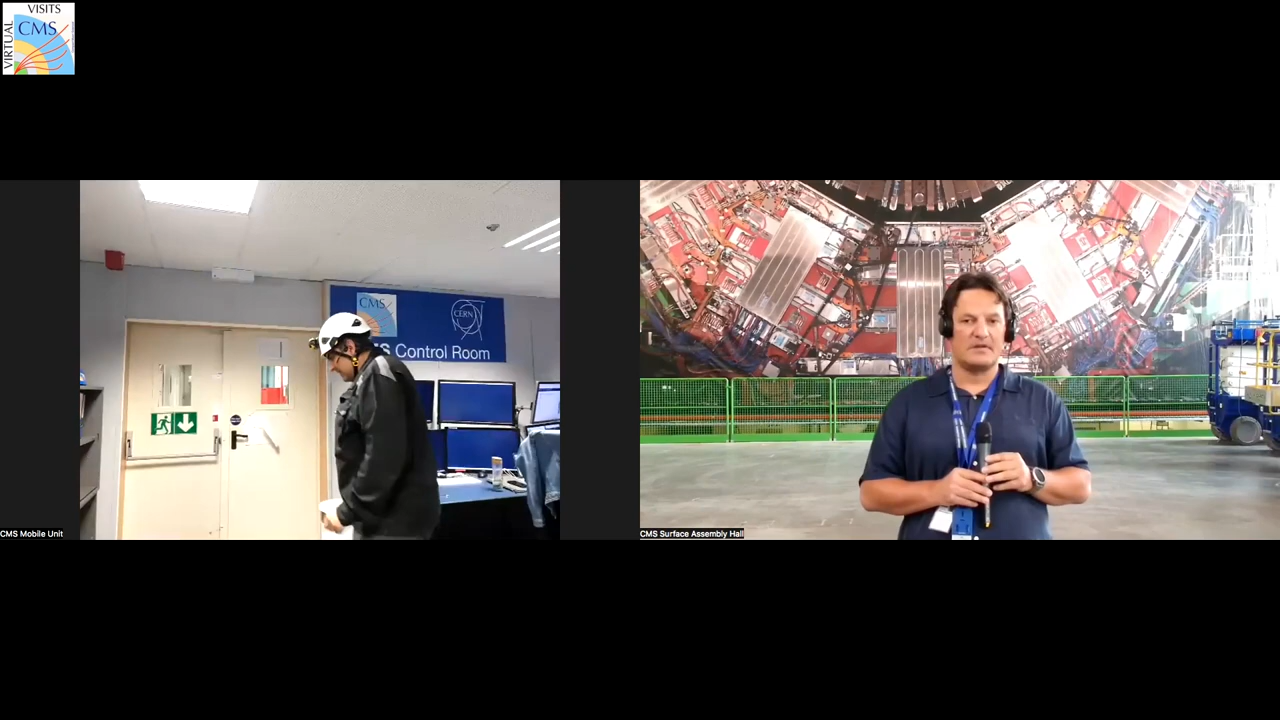 VISITS
VIRTUAL
CMS
CMS
CERN
S Control Room
CMS Mobile Unit
CMS Surface Assembly Hall